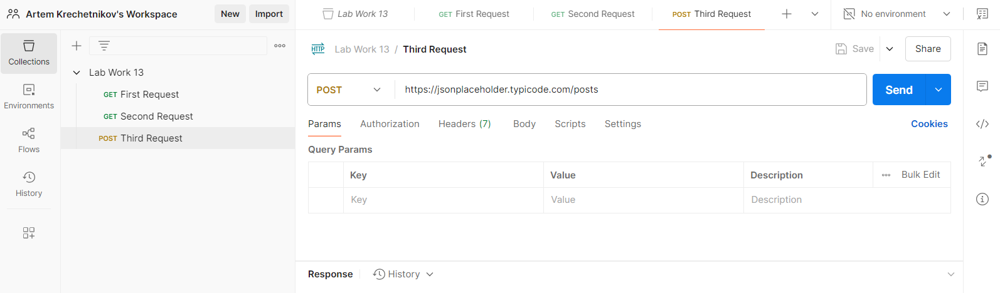 Artem Krechetnikov's Workspace New Import
Lab Work 13 GET First Request GET Second Request POST Third Request No environment
Collections
Environments
Flows
History
Lab Work 13
GET First Request
GET Second Request
POST Third Request
HTTP Lab Work 13 / Third Request Save Share
POST https://jsonplaceholder.typicode.com/posts Send
Params Authorization Headers (7) Body Scripts Settings Cookies
Query Params
Key Value Description Bulk Edit
Key Value Description
Response History